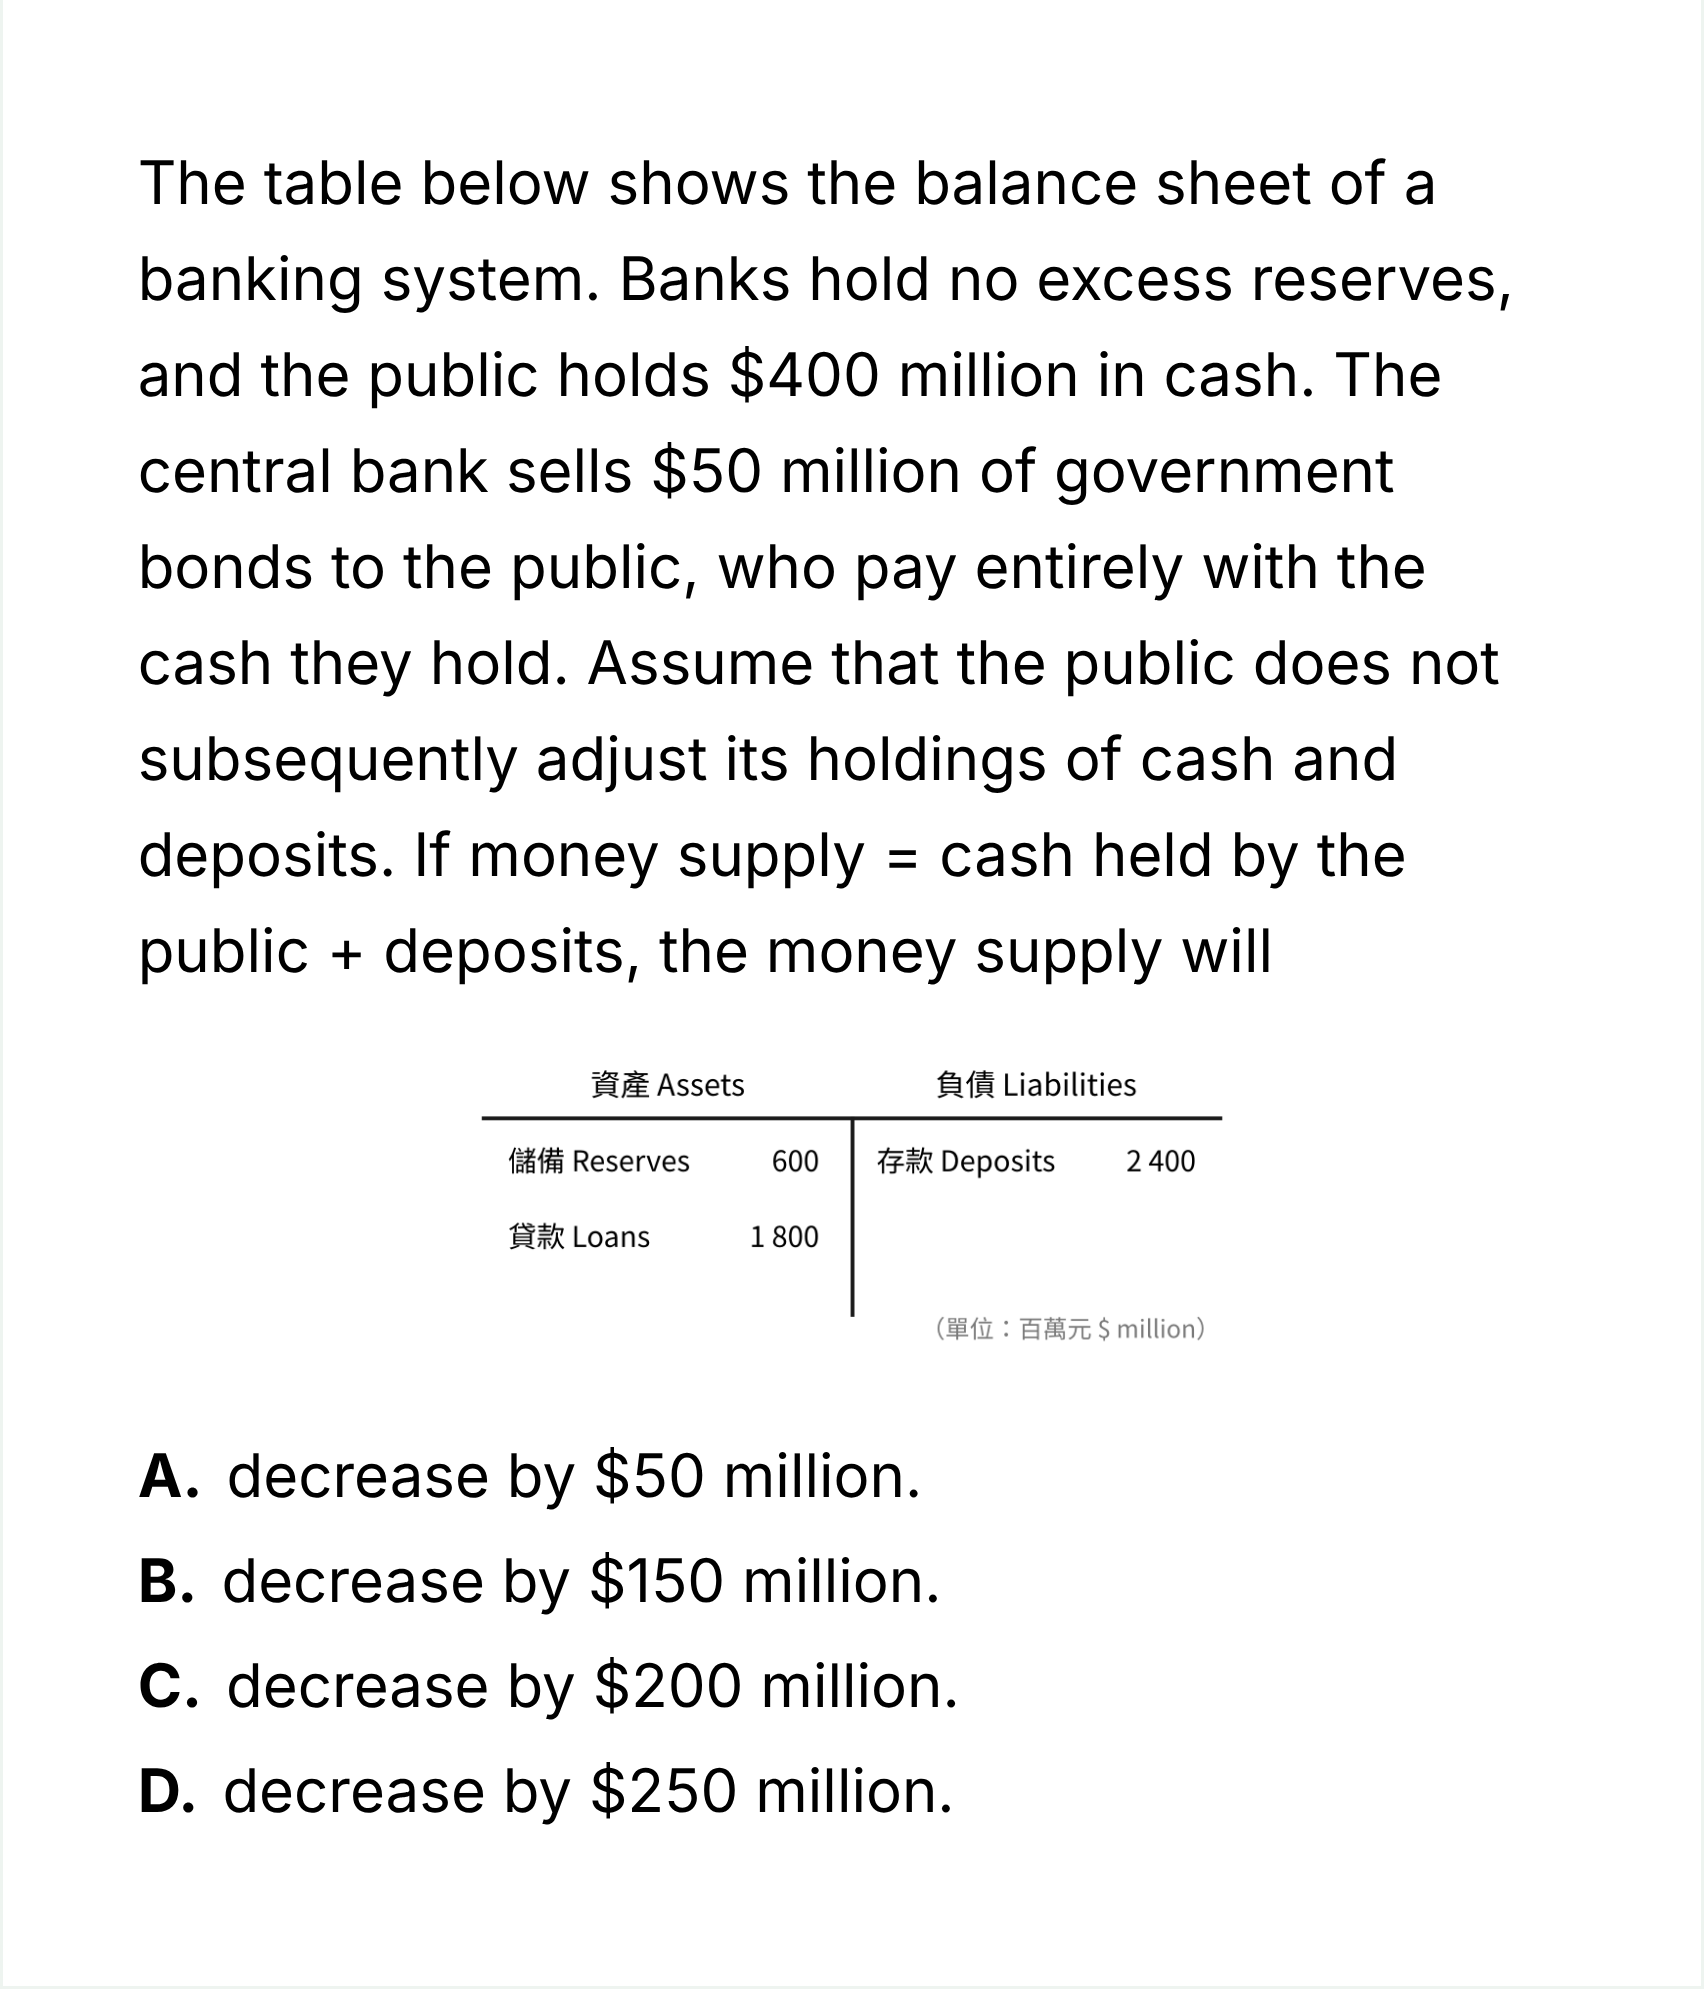 The table below shows the balance sheet of a
banking system. Banks hold no excess reserves,
and the public holds $400 million in cash. The
central bank sells $50 million of government
bonds to the public, who pay entirely with the
cash they hold. Assume that the public does not
subsequently adjust its holdings of cash and
deposits. If money supply = cash held by the
public + deposits, the money supply will
資產 Assets 負債 Liabilities
儲備 Reserves 600 存款 Deposits 2 400
貸款 Loans 1 800
（單位：百萬元 $ million）
A. decrease by $50 million.
B. decrease by $150 million.
C. decrease by $200 million.
D. decrease by $250 million.